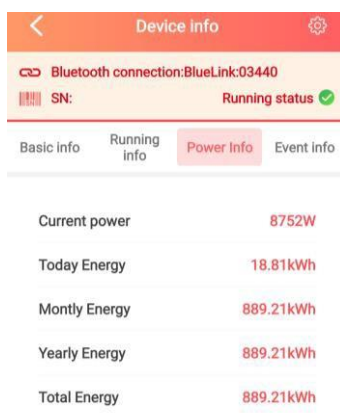 Device info
Bluetooth connection:BlueLink:03440
SN: Running status
Basic info Running info Power Info Event info
Current power 8752W
Today Energy 18.81kWh
Montly Energy 889.21kWh
Yearly Energy 889.21kWh
Total Energy 889.21kWh